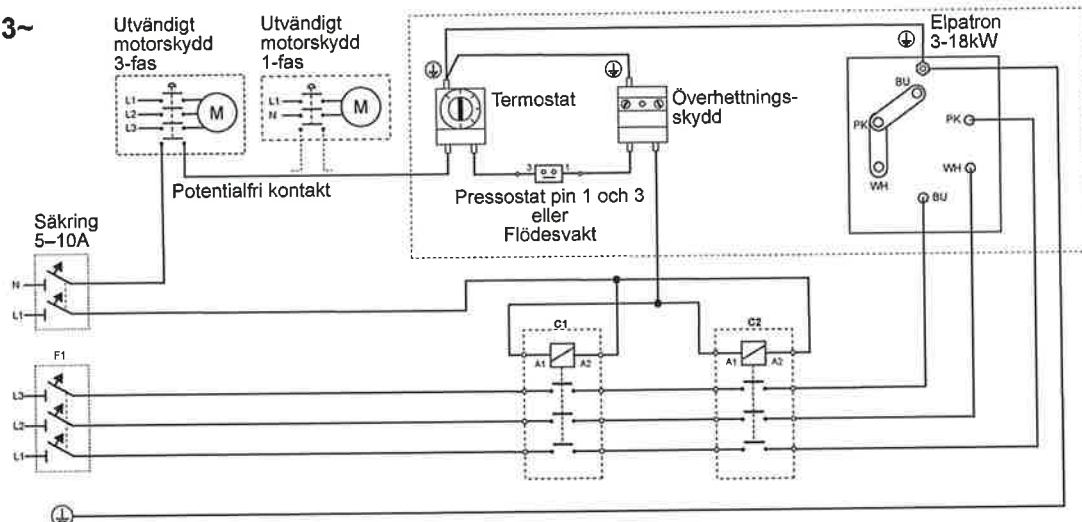 3~
Utvändigt
motorskydd
3-fas
Utvändigt
motorskydd
1-fas
Elpatron
3-18kW
L1
L2
L3
M
L1
N
M
Termostat
Överhettnings-
skydd
BU
PK
WH
PK
WH
BU
3
1
Potentialfri kontakt
Pressostat pin 1 och 3
eller
Flödesvakt
Säkring
5–10A
N
L1
C1
A1
A2
C2
A1
A2
F1
L3
L2
L1